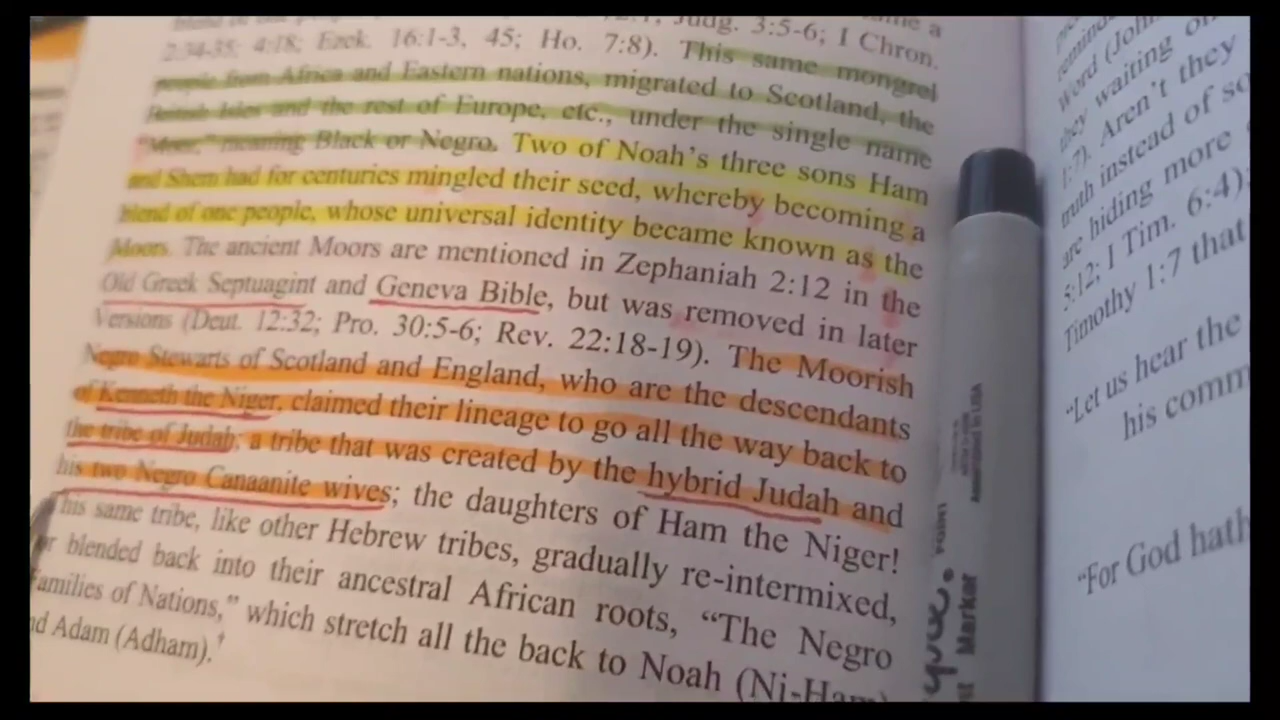 Judg. 3:5-6; I Chron.
2:34-35; 4:18; Ezek. 16:1-3, 45; Ho. 7:8). This same mongrel
people from Africa and Eastern nations, migrated to Scotland, the
British Isles and the rest of Europe, etc., under the single name
"Moor," meaning Black or Negro. Two of Noah's three sons Ham
and Shem had for centuries mingled their seed, whereby becoming a
blend of one people, whose universal identity became known as the
Moors. The ancient Moors are mentioned in Zephaniah 2:12 in the
Old Greek Septuagint and Geneva Bible, but was removed in later
Versions (Deut. 12:32; Pro. 30:5-6; Rev. 22:18-19). The Moorish
Negro Stewarts of Scotland and England, who are the descendants
of Kenneth the Niger, claimed their lineage to go all the way back to
the tribe of Judah; a tribe that was created by the hybrid Judah and
his two Negro Canaanite wives; the daughters of Ham the Niger!
his same tribe, like other Hebrew tribes, gradually re-intermixed,
or blended back into their ancestral African roots, "The Negro
Families of Nations," which stretch all the back to Noah (Ni-Ham)
nd Adam (Adham).†
word (John
they waiting
1:7). Aren't they
truth instead of
are hiding more
5:12; I Tim. 6:4)
Timothy 1:7 that
"Let us hear the
his comm
"For God hath
Marker